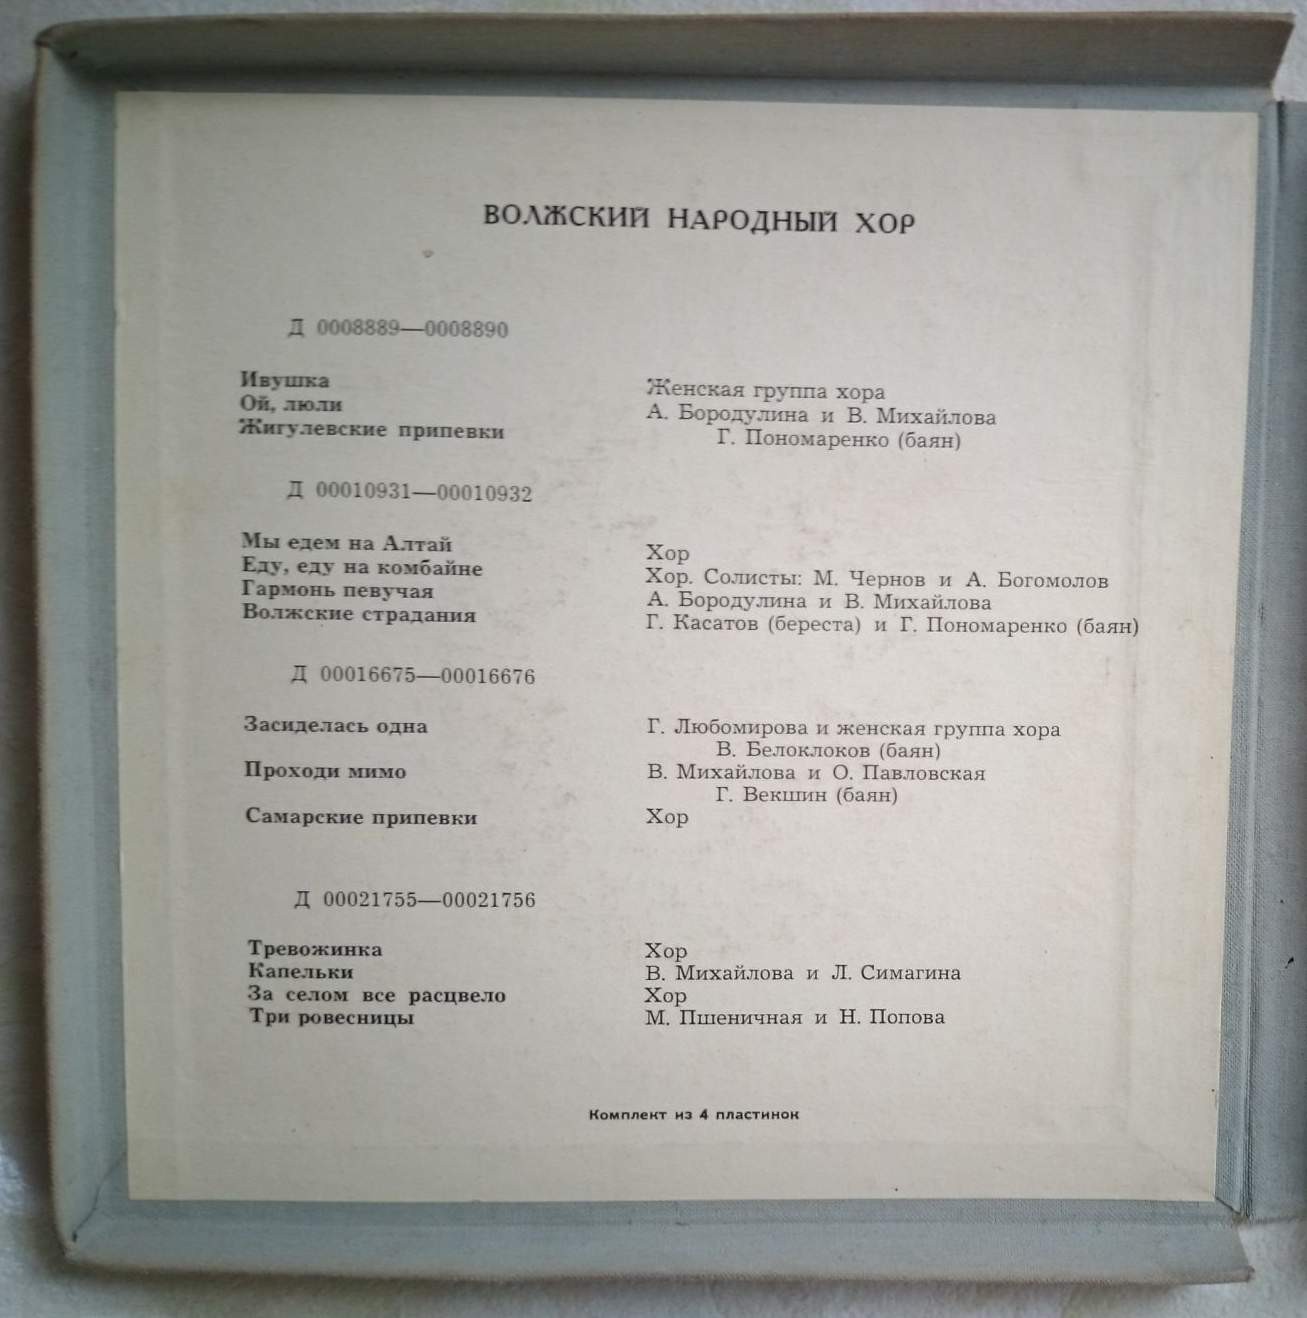 ВОЛЖСКИЙ НАРОДНЫЙ ХОР
Д 0008889—0008890
Ивушка Женская группа хора
Ой, люли А. Бородулина и В. Михайлова
Жигулевские припевки Г. Пономаренко (баян)
Д 00010931—00010932
Мы едем на Алтай Хор
Еду, еду на комбайне Хор. Солисты: М. Чернов и А. Богомолов
Гармонь певучая А. Бородулина и В. Михайлова
Волжские страдания Г. Касатов (береста) и Г. Пономаренко (баян)
Д 00016675—00016676
Засиделась одна Г. Любомирова и женская группа хора
В. Белоклоков (баян)
Проходи мимо В. Михайлова и О. Павловская
Г. Векшин (баян)
Самарские припевки Хор
Д 00021755—00021756
Тревожинка Хор
Капельки В. Михайлова и Л. Симагина
За селом все расцвело Хор
Три ровесницы М. Пшеничная и Н. Попова
Комплект из 4 пластинок